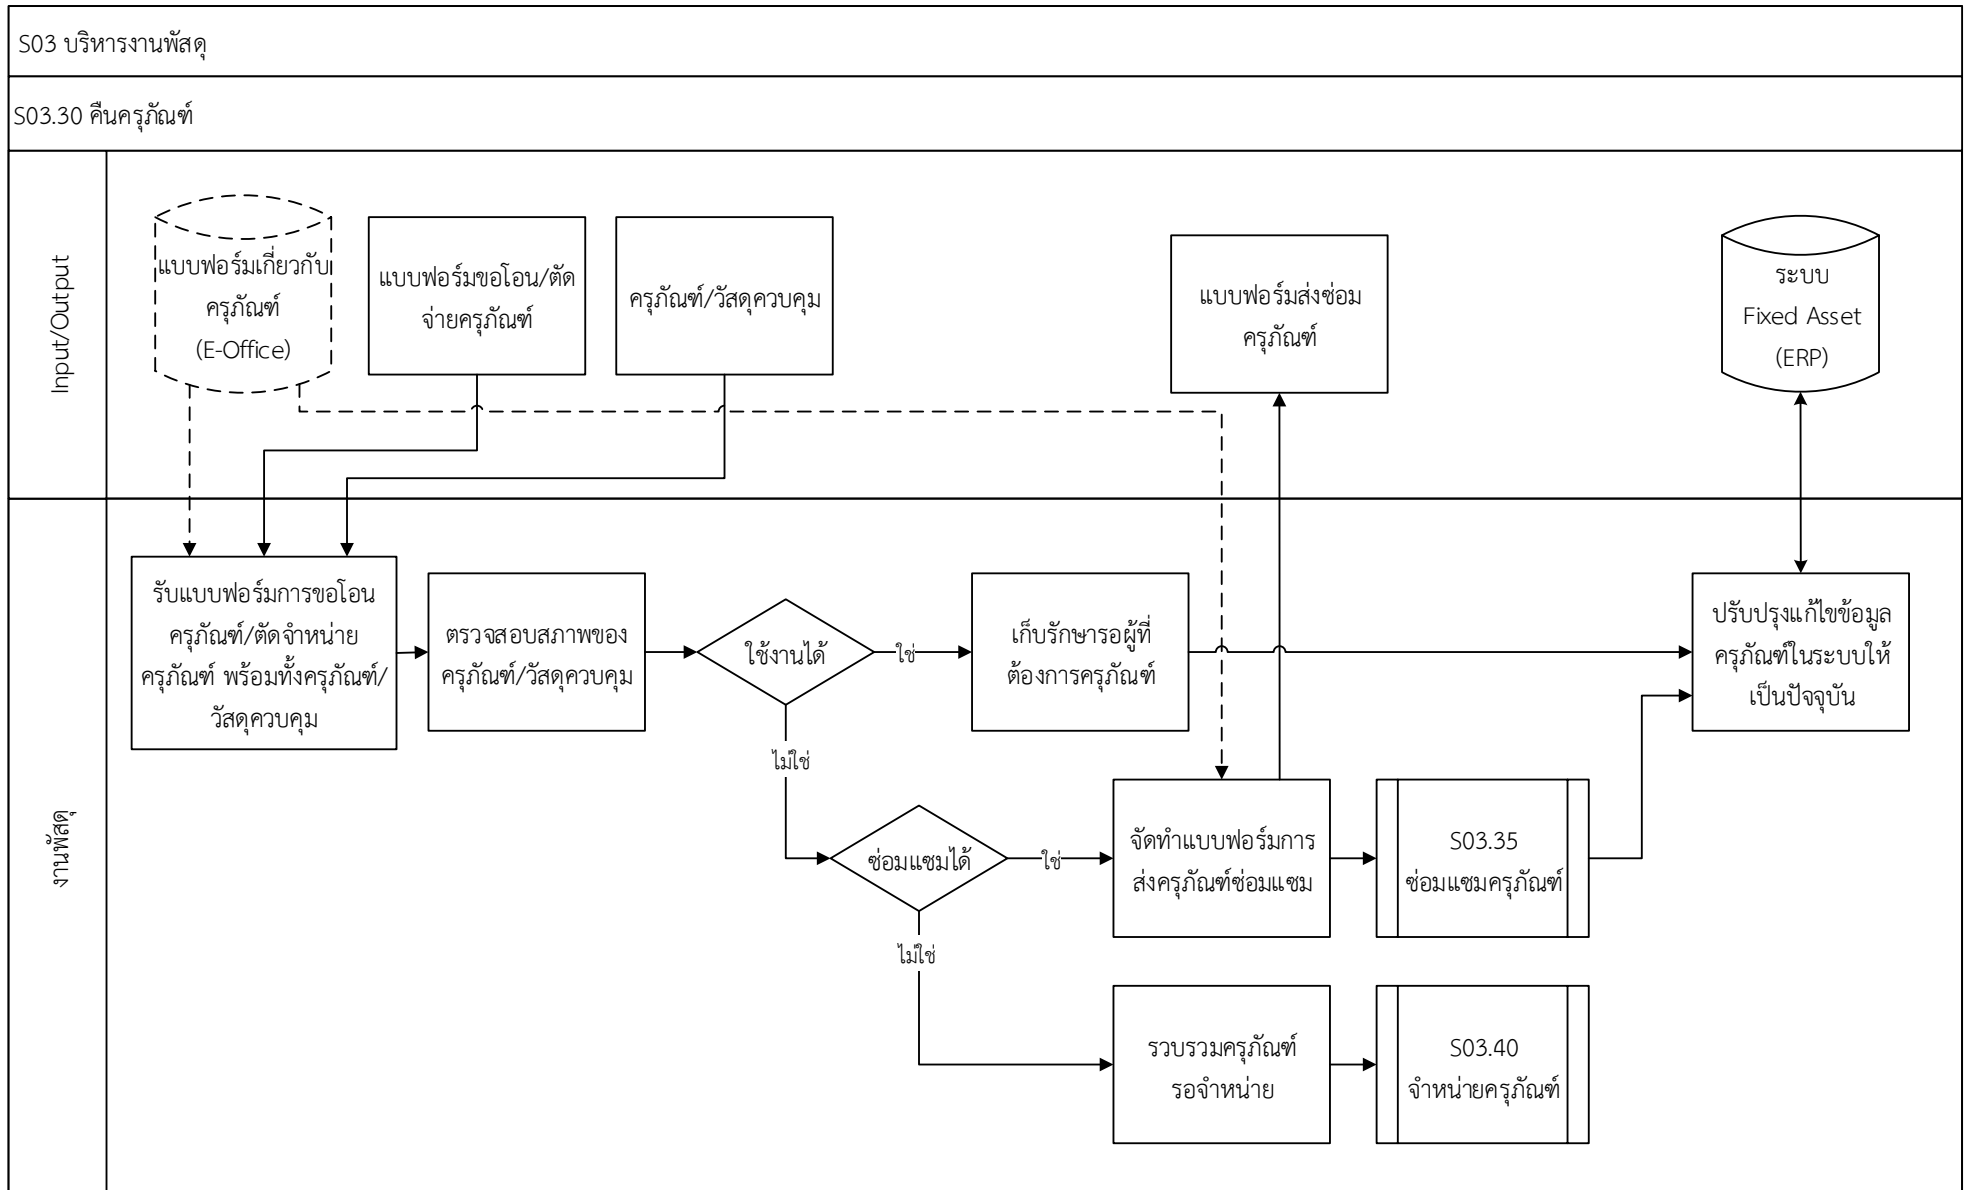 S03 บริหารงานพัสดุ
S03.30 คืนครุภัณฑ์
Input/Output
แบบฟอร์มเกี่ยวกับ
ครุภัณฑ์
(E-Office)
แบบฟอร์มขอโอน/ตัด
จ่ายครุภัณฑ์
ครุภัณฑ์/วัสดุควบคุม
แบบฟอร์มส่งซ่อม
ครุภัณฑ์
ระบบ
Fixed Asset
(ERP)
งานพัสดุ
รับแบบฟอร์มการขอโอน
ครุภัณฑ์/ตัดจำหน่าย
ครุภัณฑ์ พร้อมทั้งครุภัณฑ์/
วัสดุควบคุม
ตรวจสอบสภาพของ
ครุภัณฑ์/วัสดุควบคุม
ใช้งานได้
ใช่
เก็บรักษารอผู้ที่
ต้องการครุภัณฑ์
ปรับปรุงแก้ไขข้อมูล
ครุภัณฑ์ในระบบให้
เป็นปัจจุบัน
ไม่ใช่
ซ่อมแซมได้
ใช่
จัดทำแบบฟอร์มการ
ส่งครุภัณฑ์ซ่อมแซม
S03.35
ซ่อมแซมครุภัณฑ์
ไม่ใช่
รวบรวมครุภัณฑ์
รอจำหน่าย
S03.40
จำหน่ายครุภัณฑ์